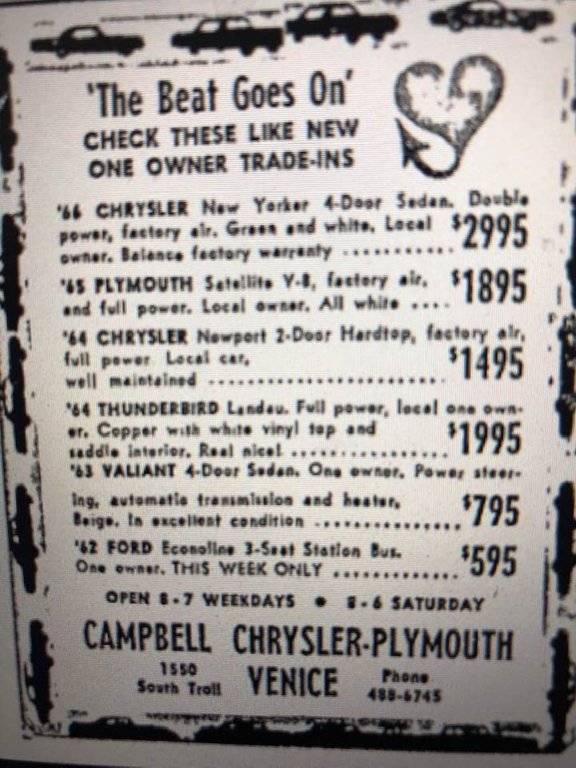 'The Beat Goes On'
CHECK THESE LIKE NEW
ONE OWNER TRADE-INS
'66 CHRYSLER New Yorker 4-Door Sedan. Double
power, factory air. Green and white. Local
owner. Balance factory warranty ........... $2995
'65 PLYMOUTH Satellite V-8, factory air,
and full power. Local owner. All white .... $1895
'64 CHRYSLER Newport 2-Door Hardtop, factory air,
full power Local car,
well maintained ........................ $1495
'64 THUNDERBIRD Landau. Full power, local one own-
er. Copper with white vinyl top and
saddle interior. Real nice! ................ $1995
'63 VALIANT 4-Door Sedan. One owner. Power steer-
ing, automatic transmission and heater,
Beige. In excellent condition ............... $795
'62 FORD Econoline 3-Seat Station Bus.
One owner. THIS WEEK ONLY ............. $595
OPEN 8-7 WEEKDAYS • 8-6 SATURDAY
CAMPBELL CHRYSLER-PLYMOUTH
1550
South Trail
VENICE
Phone
488-6745